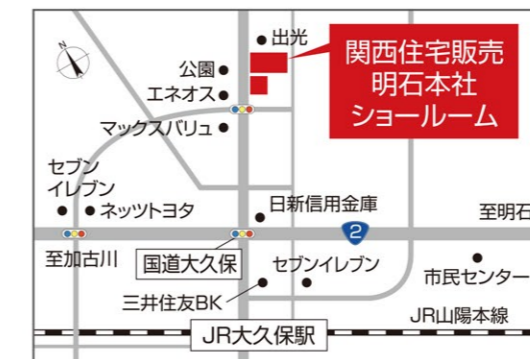 N
出光
公園
エネオス
マックスバリュ
関西住宅販売
明石本社
ショールーム
セブン
イレブン
ネッツトヨタ
日新信用金庫
至明石
2
至加古川
国道大久保
セブンイレブン
市民センター
三井住友BK
JR山陽本線
JR大久保駅